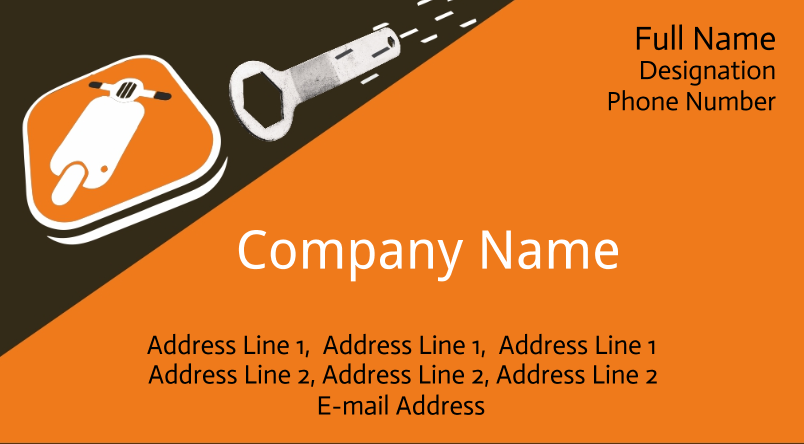 Full Name
Designation
Phone Number
Company Name
Address Line 1,  Address Line 1,  Address Line 1
Address Line 2, Address Line 2, Address Line 2
E-mail Address